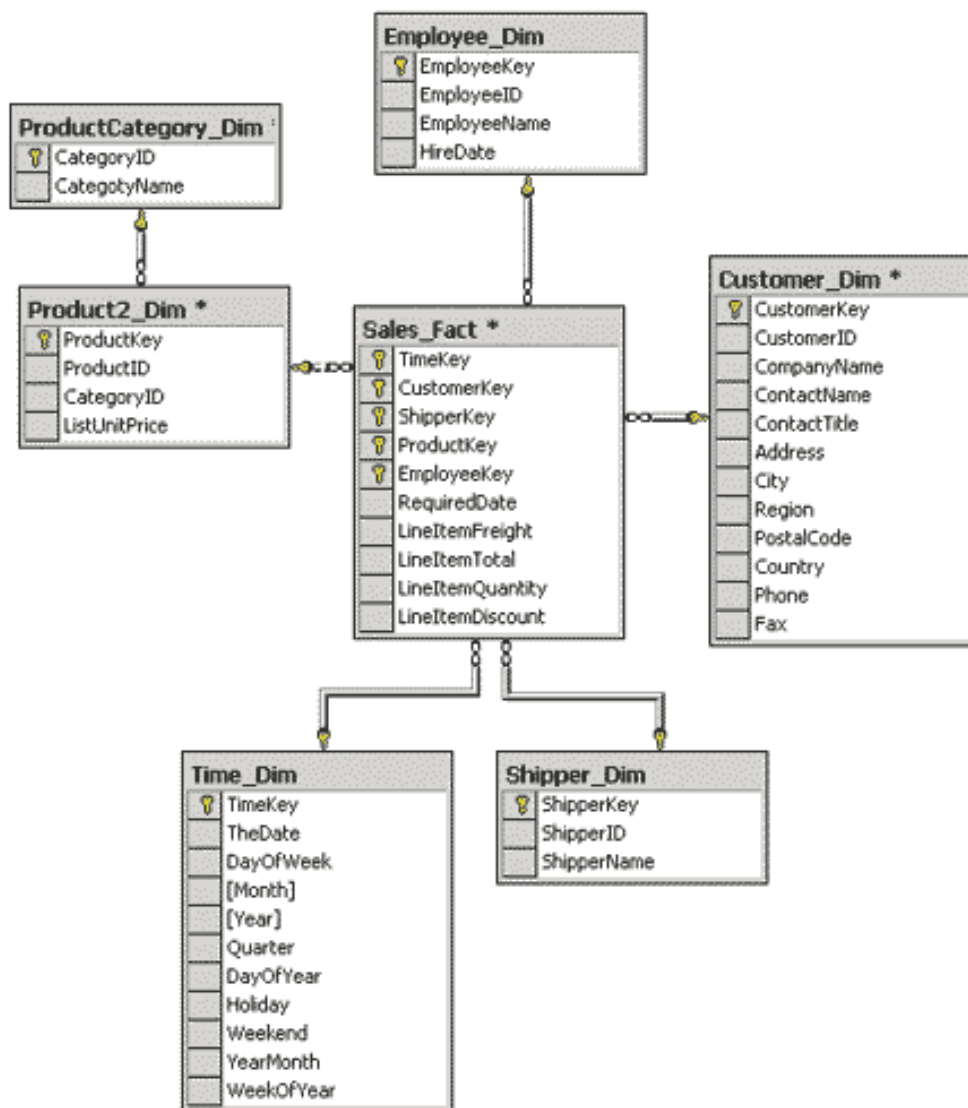 Employee_Dim
EmployeeKey
EmployeeID
EmployeeName
HireDate
ProductCategory_Dim
CategoryID
CategotyName
Product2_Dim *
ProductKey
ProductID
CategoryID
ListUnitPrice
Sales_Fact *
TimeKey
CustomerKey
ShipperKey
ProductKey
EmployeeKey
RequiredDate
LineItemFreight
LineItemTotal
LineItemQuantity
LineItemDiscount
Customer_Dim *
CustomerKey
CustomerID
CompanyName
ContactName
ContactTitle
Address
City
Region
PostalCode
Country
Phone
Fax
Time_Dim
TimeKey
TheDate
DayOfWeek
[Month]
[Year]
Quarter
DayOfYear
Holiday
Weekend
YearMonth
WeekOfYear
Shipper_Dim
ShipperKey
ShipperID
ShipperName